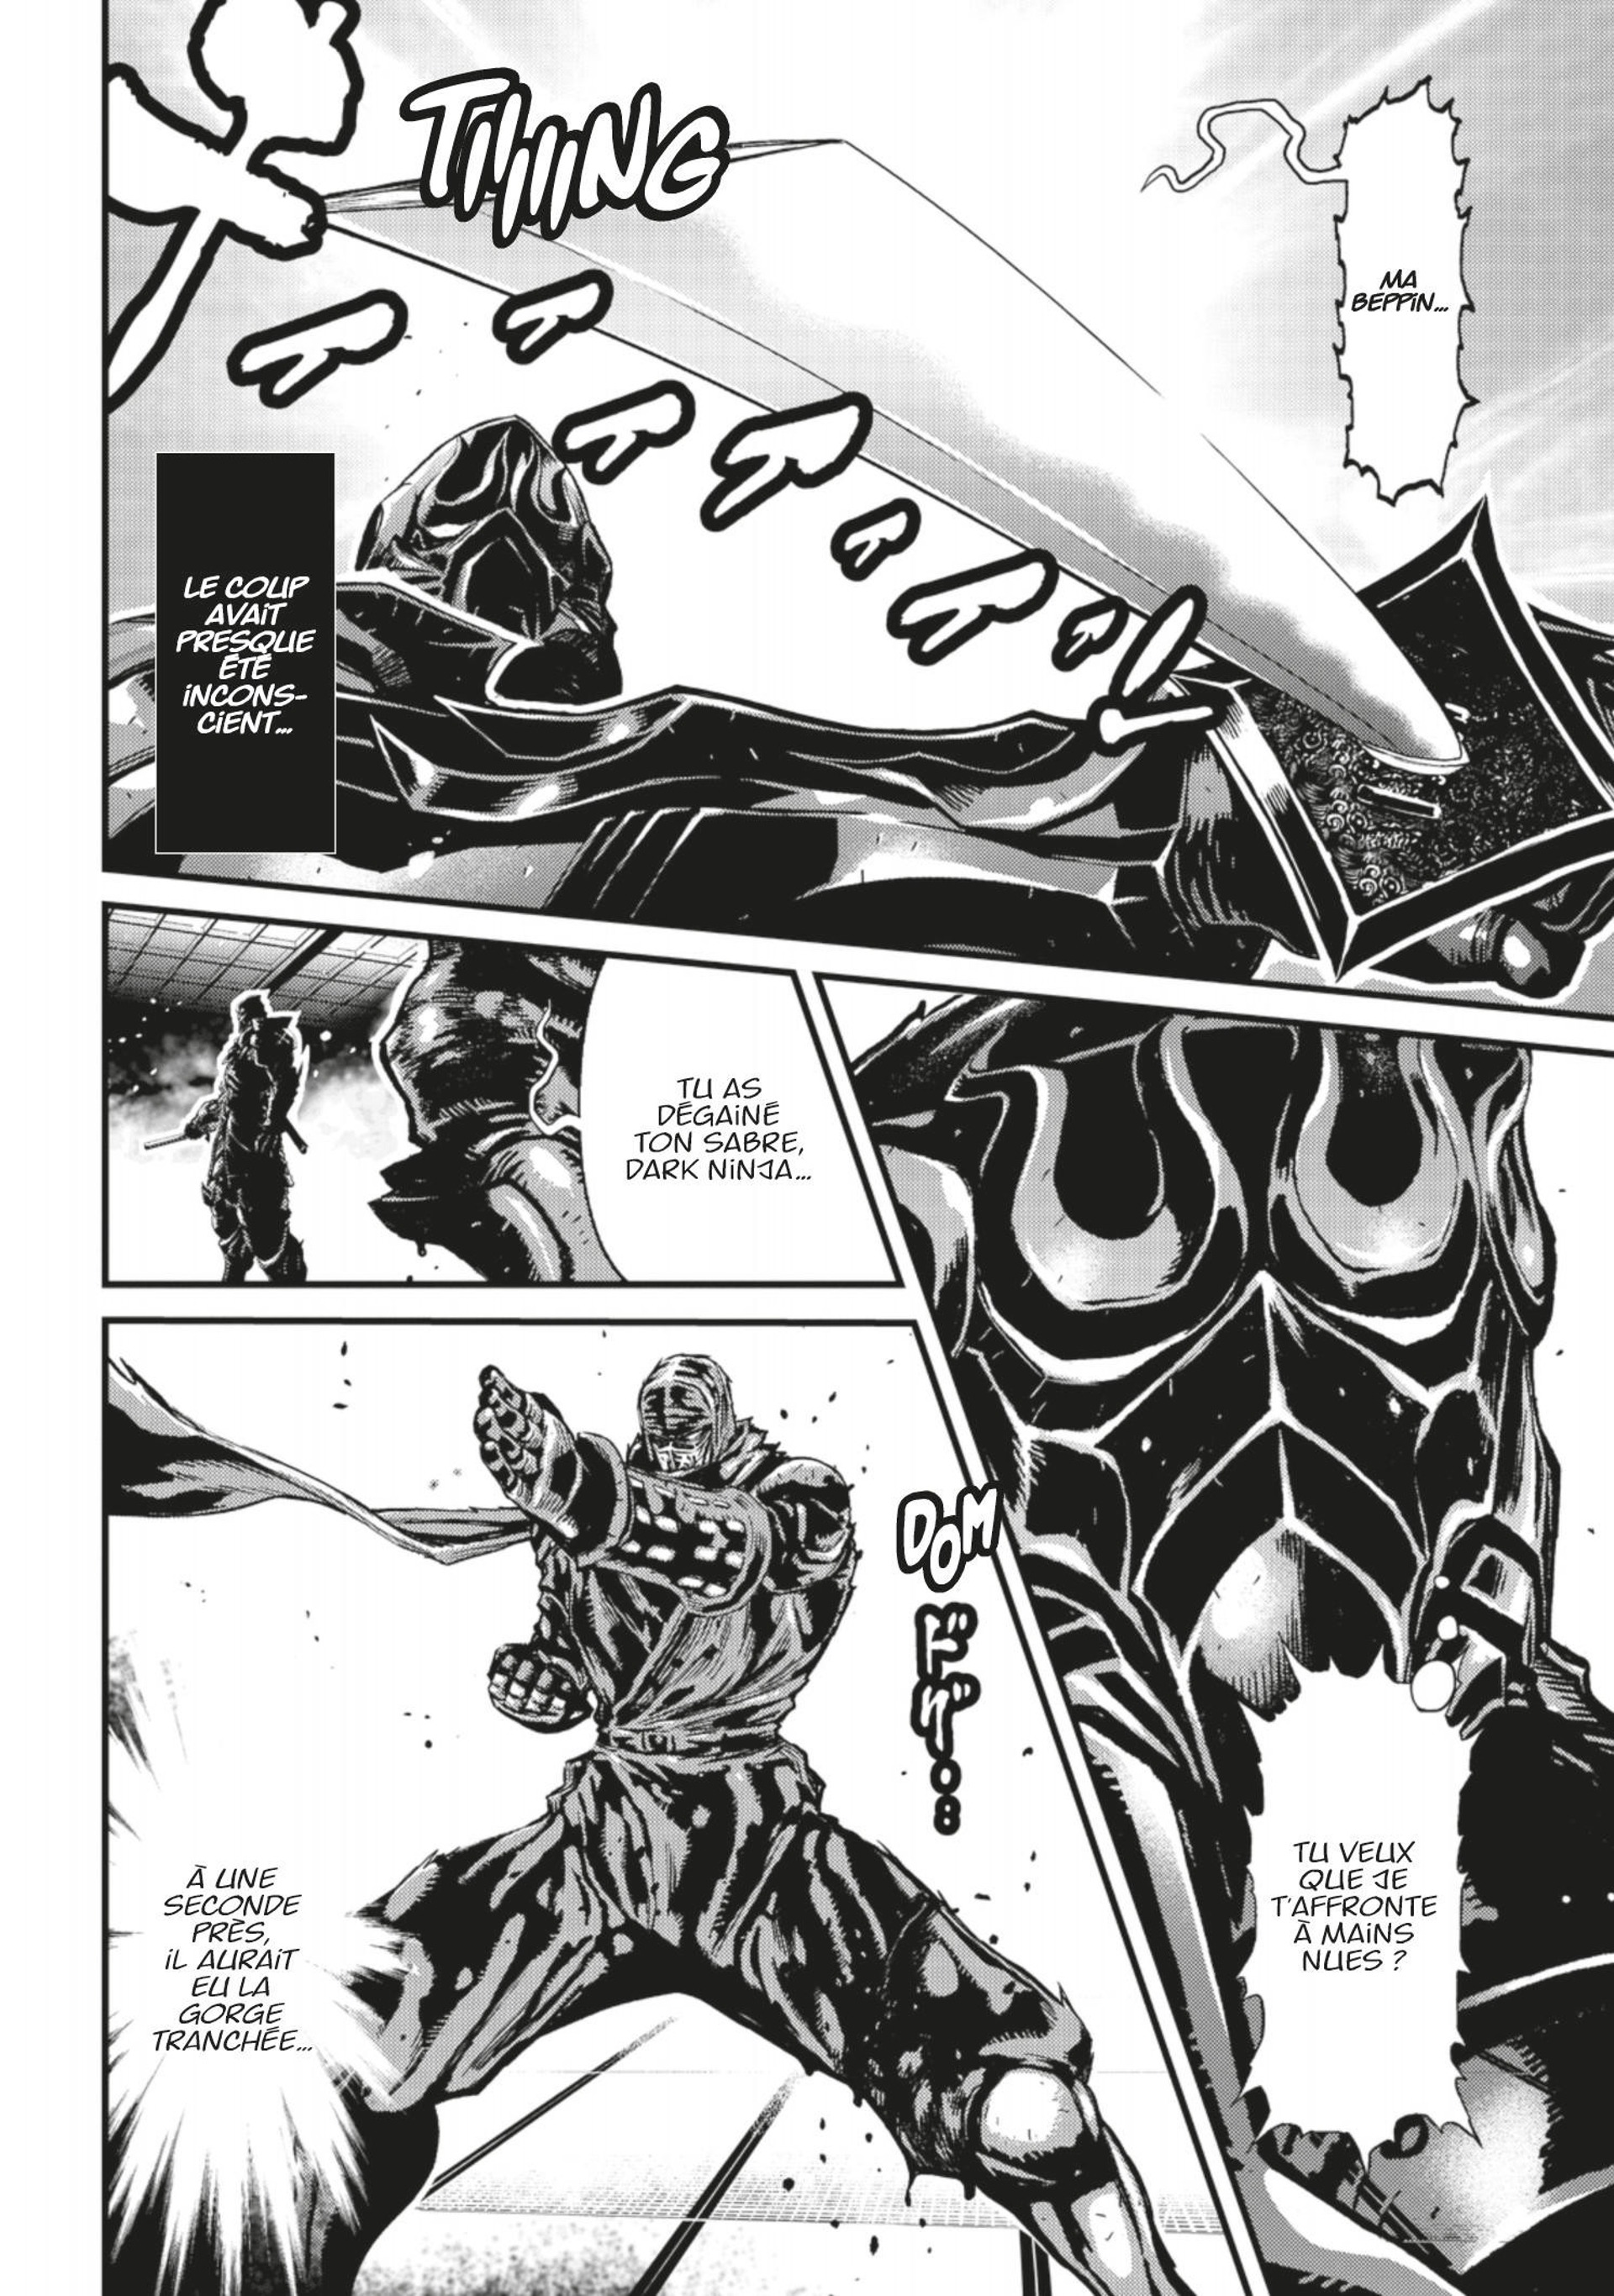 MA
BEPPIN...
TIIIING
LE COUP
AVAIT
PRESQUE
ÉTÉ
INCONS-
CIENT...
TU AS
DÉGAINÉ
TON SABRE,
DARK NINJA...
TU VEUX
QUE JE
T'AFFRONTE
À MAINS
NUES ?
DOM
À UNE
SECONDE
PRÈS,
IL AURAIT
EU LA
GORGE
TRANCHÉE...